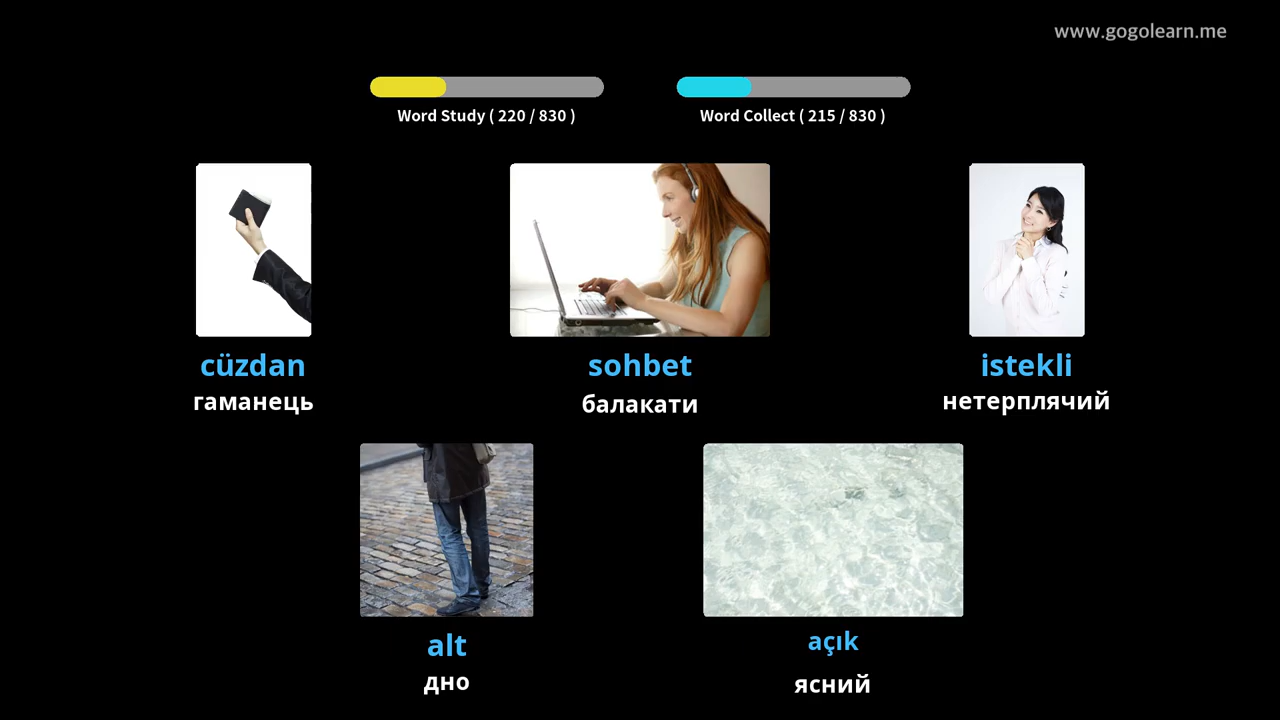 www.gogolearn.me
Word Study ( 220 / 830 )
Word Collect ( 215 / 830 )
cüzdan
гаманець
sohbet
балакати
istekli
нетерплячий
alt
дно
açık
ясний